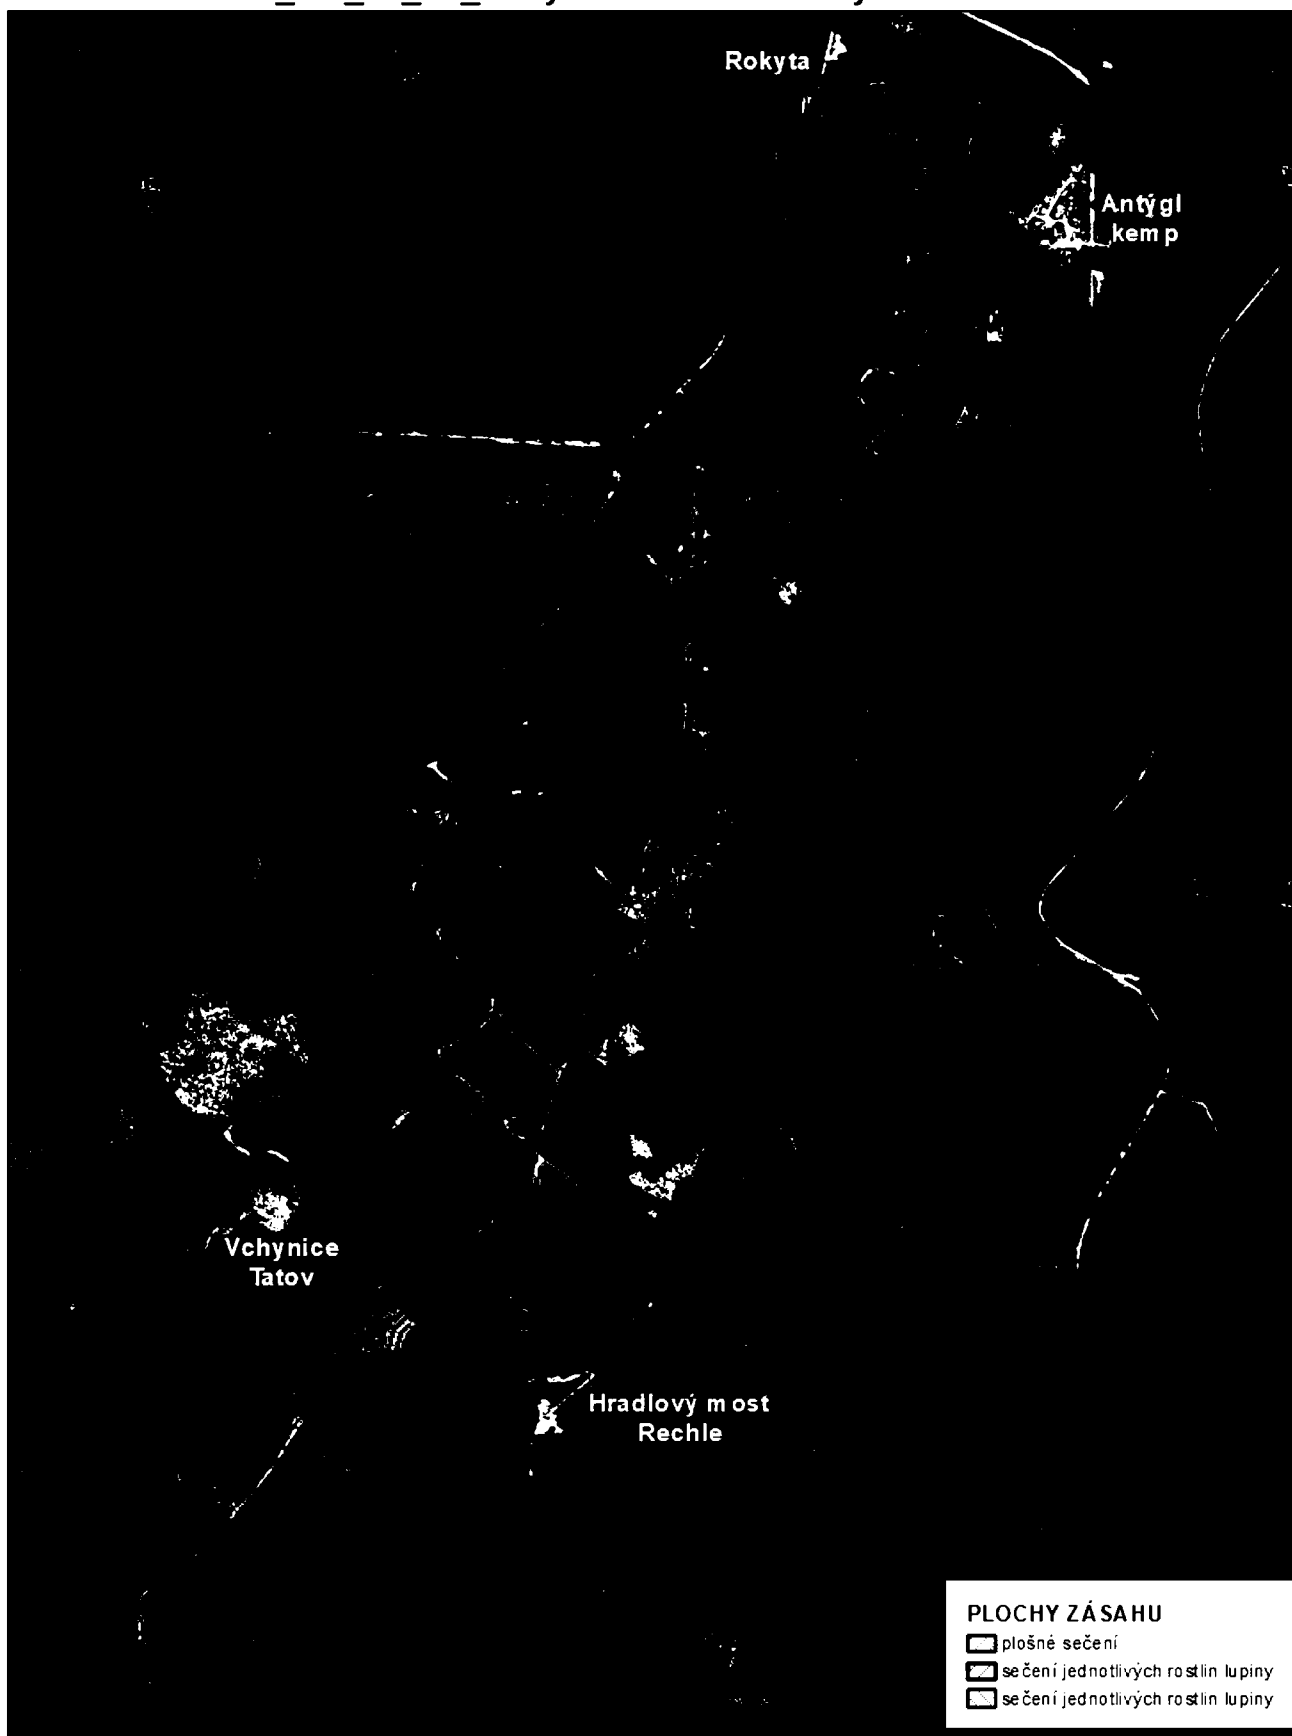 Rokyta
Antýgl
kemp
Vchynice
Tatov
Hradlový most
Rechle
PLOCHY ZÁSAHU
plošné sečení
sečení jednotlivých rostlin lupiny
sečení jednotlivých rostlin lupiny